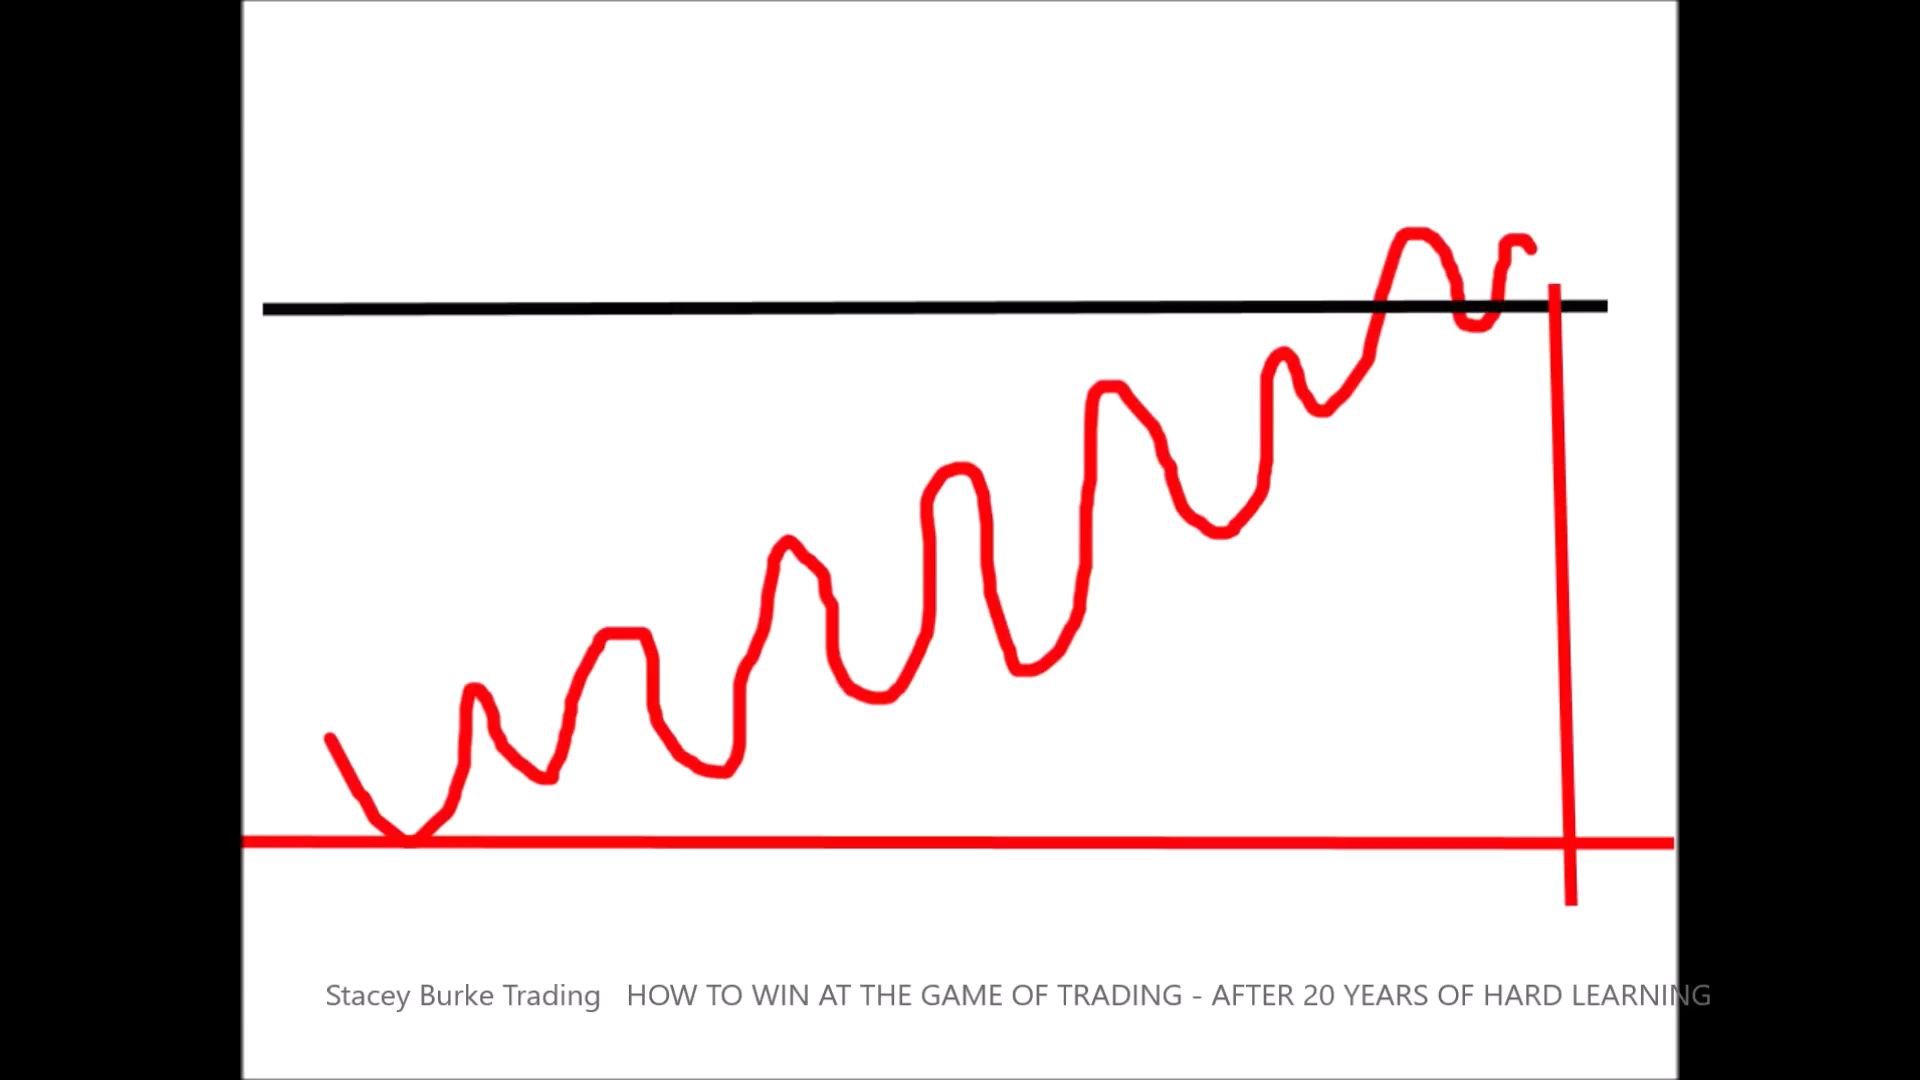 Stacey Burke Trading HOW TO WIN AT THE GAME OF TRADING - AFTER 20 YEARS OF HARD LEARNING